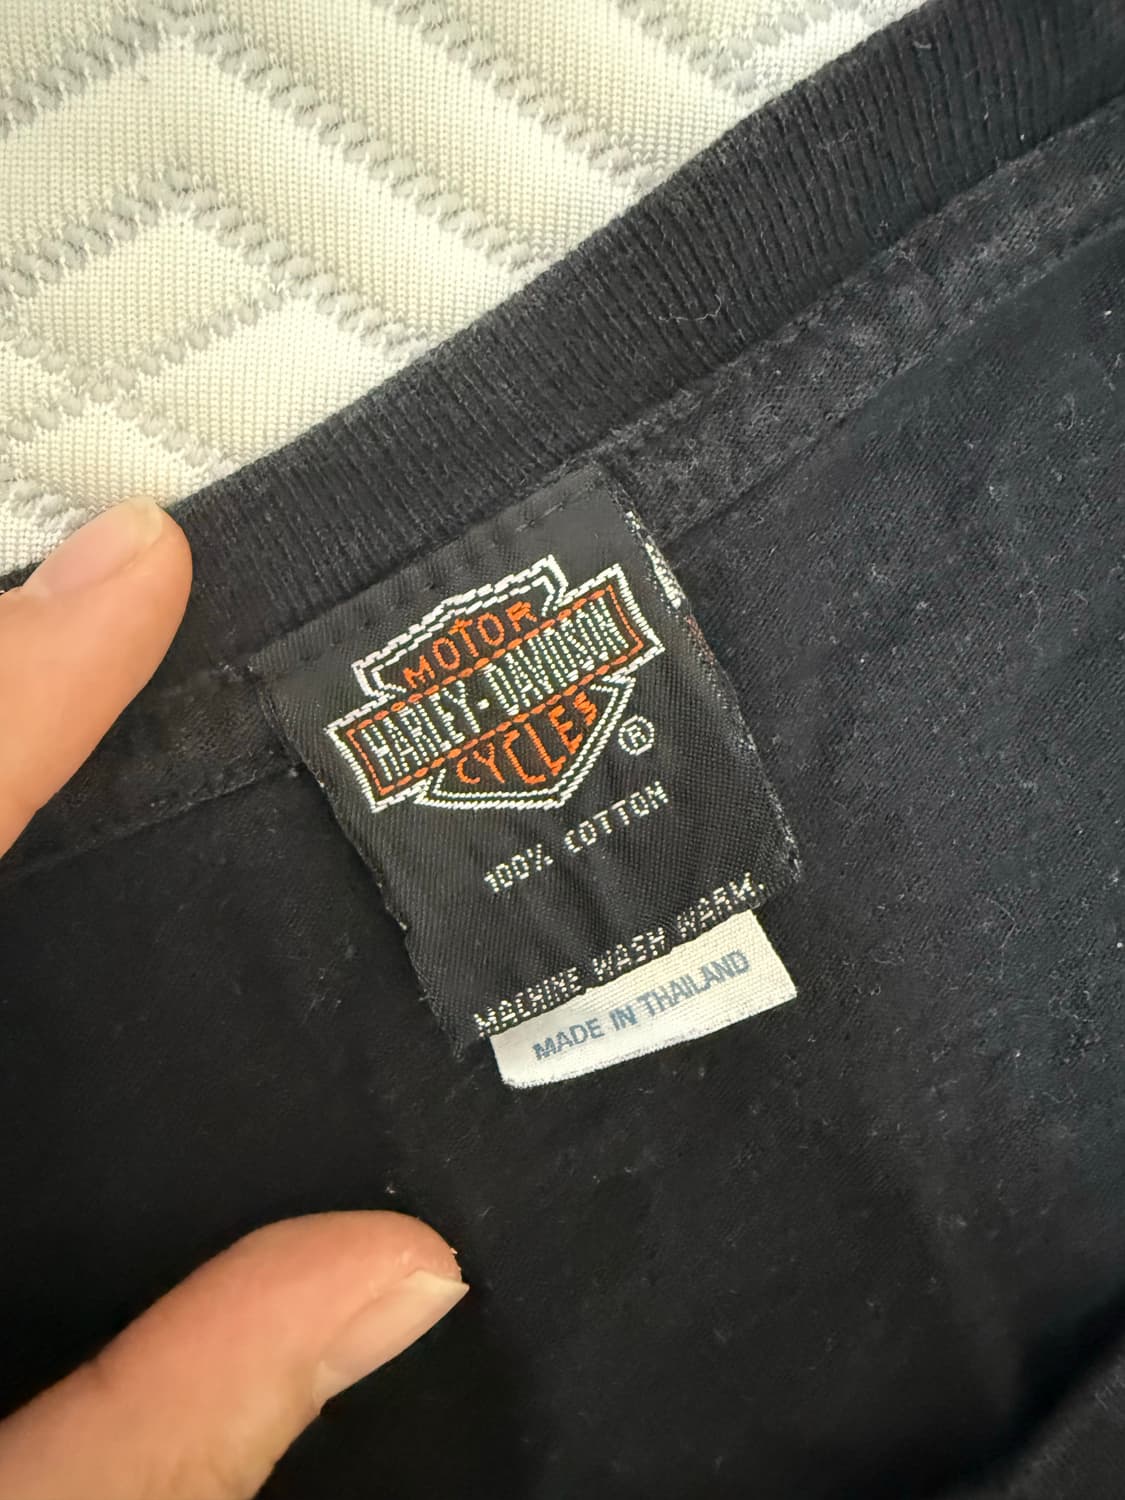 MOTOR
HARLEY-DAVIDSON
CYCLES
®
100% COTTON
MACHINE WASH WARM.
MADE IN THAILAND